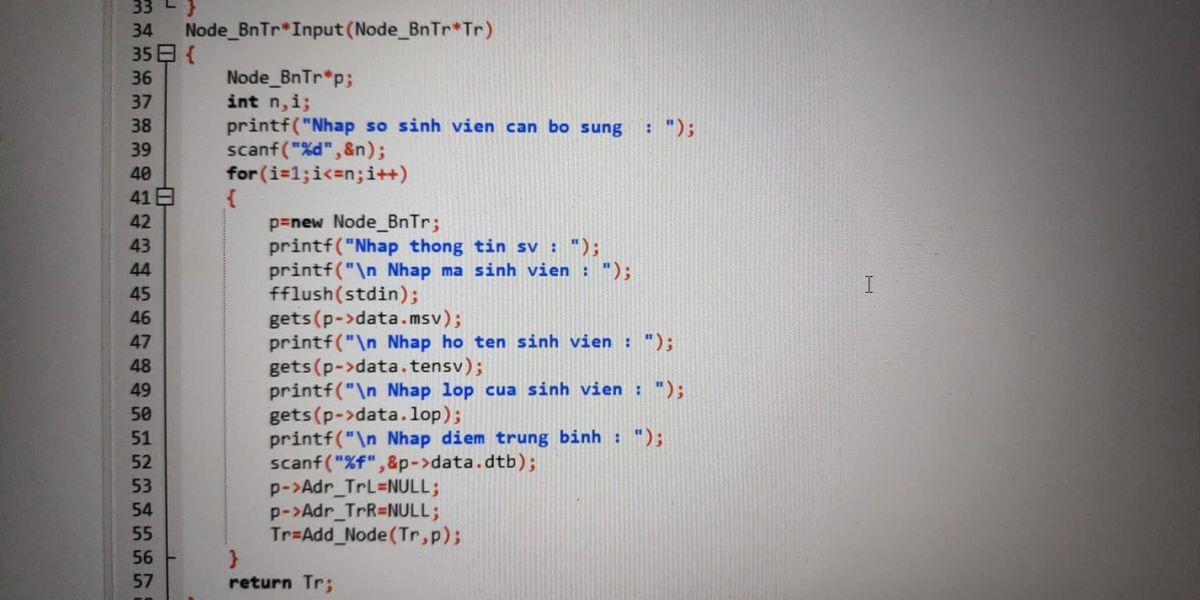 33 }
34 Node_BnTr*Input(Node_BnTr*Tr)
35 {
36 Node_BnTr*p;
37 int n,i;
38 printf("Nhap so sinh vien can bo sung  : ");
39 scanf("%d",&n);
40 for(i=1;i<=n;i++)
41 {
42 p=new Node_BnTr;
43 printf("Nhap thong tin sv : ");
44 printf("\n Nhap ma sinh vien : ");
45 fflush(stdin);
46 gets(p->data.msv);
47 printf("\n Nhap ho ten sinh vien : ");
48 gets(p->data.tensv);
49 printf("\n Nhap lop cua sinh vien : ");
50 gets(p->data.lop);
51 printf("\n Nhap diem trung binh : ");
52 scanf("%f",&p->data.dtb);
53 p->Adr_TrL=NULL;
54 p->Adr_TrR=NULL;
55 Tr=Add_Node(Tr,p);
56 }
57 return Tr;